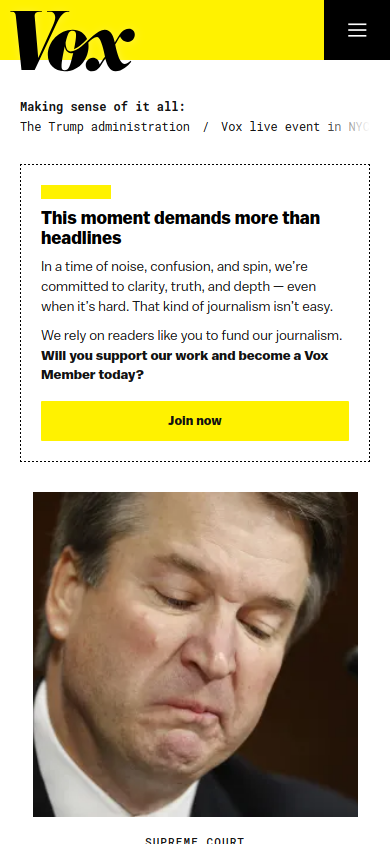 Vox
Making sense of it all:
The Trump administration / Vox live event in NYC
This moment demands more than
headlines
In a time of noise, confusion, and spin, we're
committed to clarity, truth, and depth — even
when it's hard. That kind of journalism isn't easy.
We rely on readers like you to fund our journalism.
Will you support our work and become a Vox
Member today?
Join now
SUPREME COURT